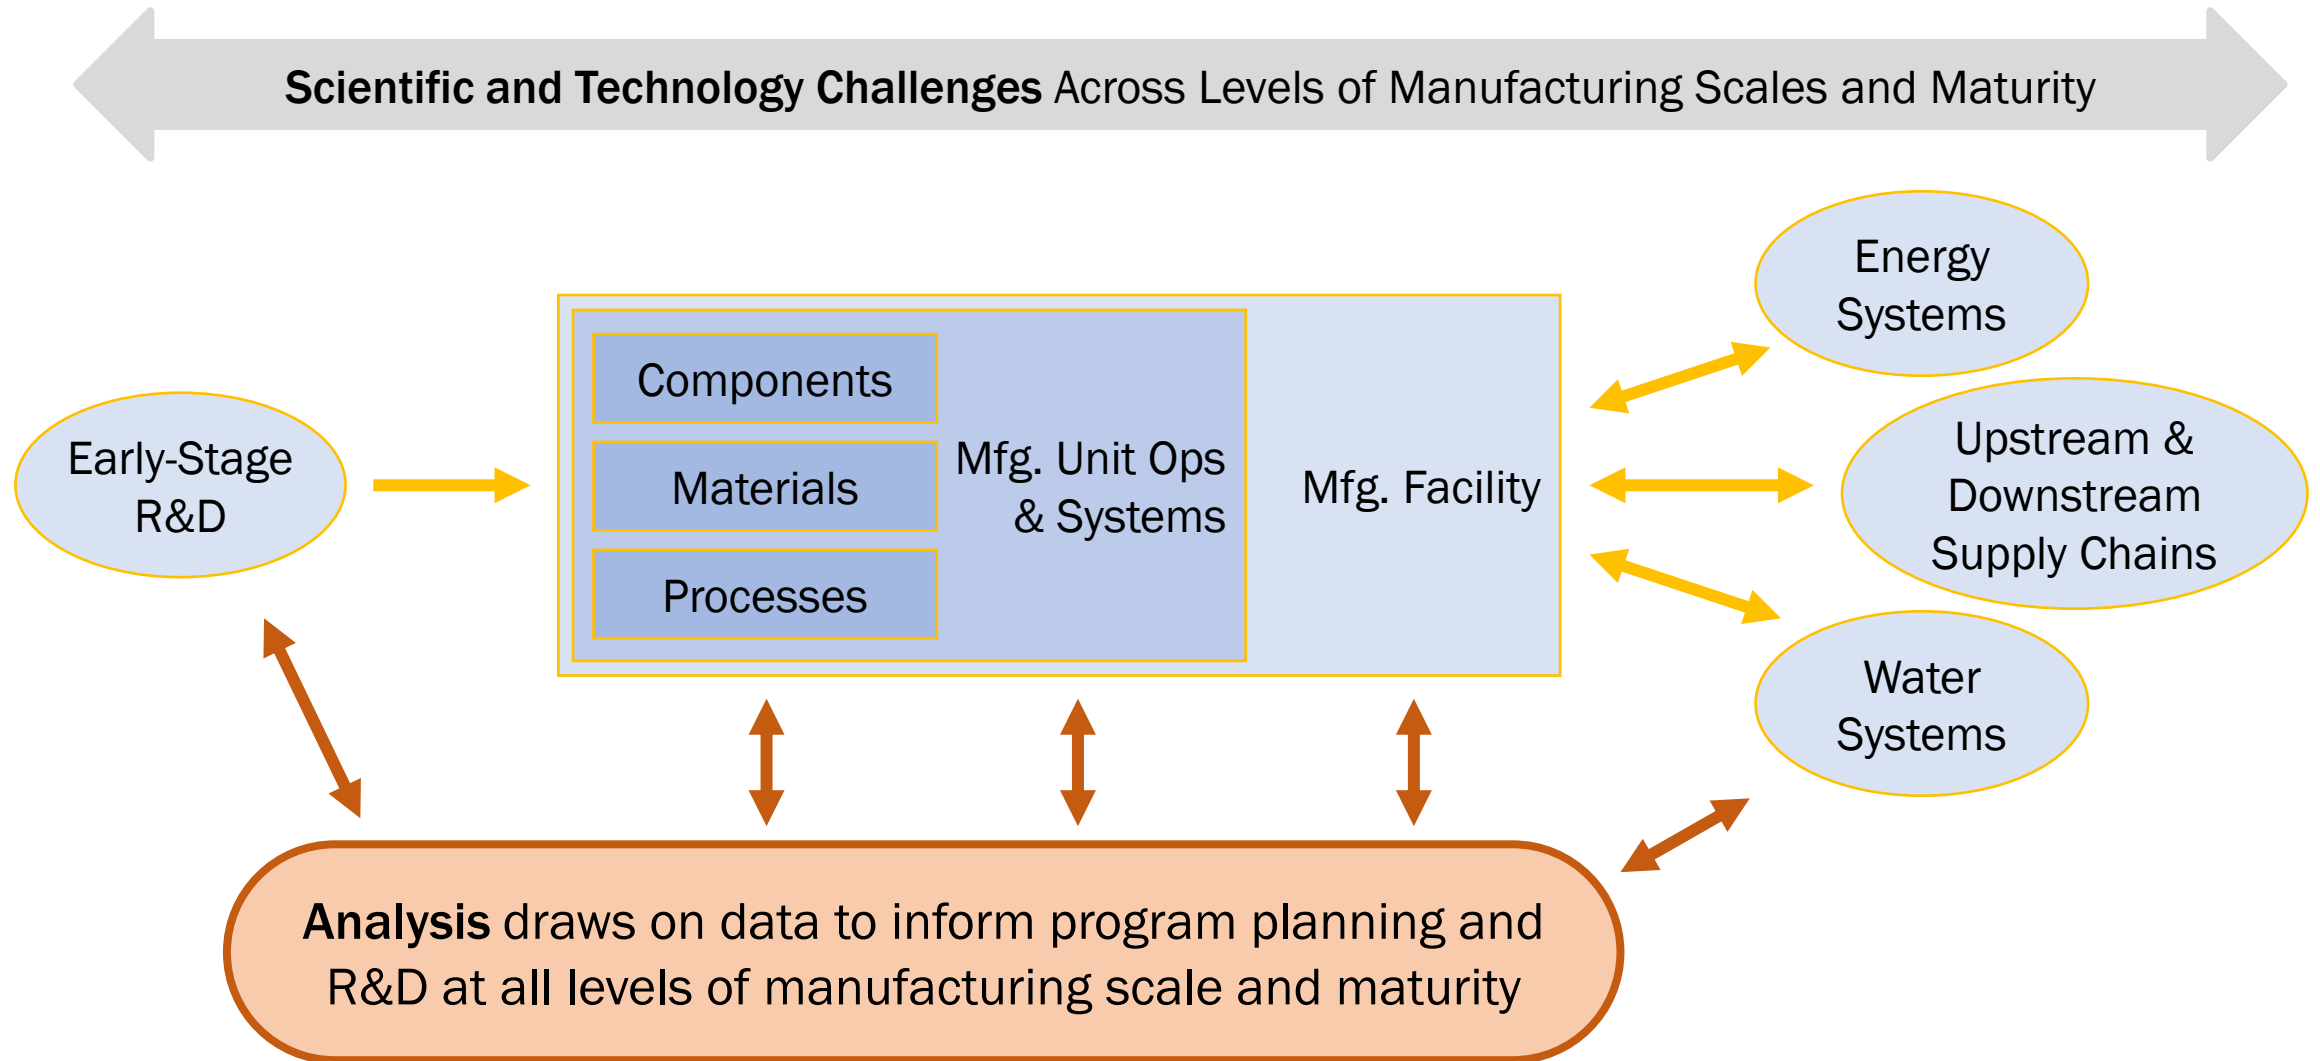 Scientific and Technology Challenges Across Levels of Manufacturing Scales and Maturity
Early-Stage
R&D
Components
Materials
Processes
Mfg. Unit Ops
& Systems
Mfg. Facility
Energy
Systems
Upstream &
Downstream
Supply Chains
Water
Systems
Analysis draws on data to inform program planning and
R&D at all levels of manufacturing scale and maturity